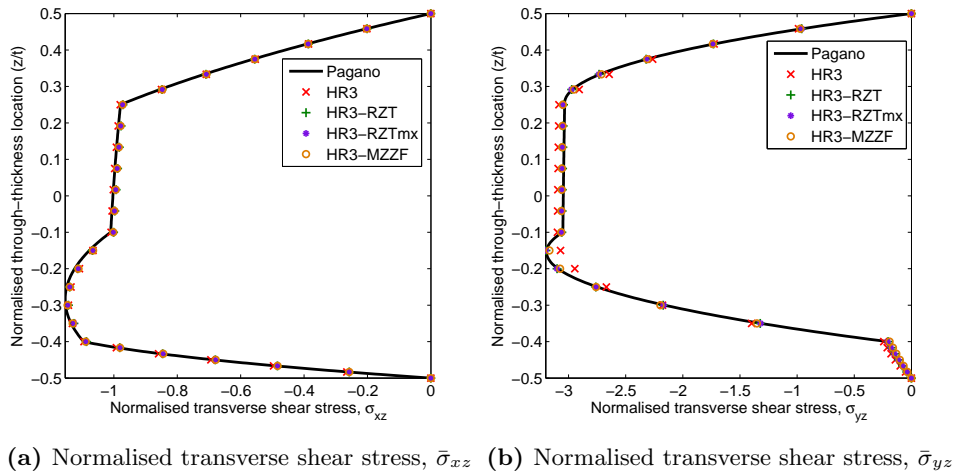 0.5
0.4
0.3
0.2
0.1
0
−0.1
−0.2
−0.3
−0.4
−0.5
Normalised through−thickness location (z/t)
Pagano
HR3
HR3−RZT
HR3−RZTmx
HR3−MZZF
−1 −0.8 −0.6 −0.4 −0.2 0
Normalised transverse shear stress, σxz
0.5
0.4
0.3
0.2
0.1
0
−0.1
−0.2
−0.3
−0.4
−0.5
Normalised through−thickness location (z/t)
Pagano
HR3
HR3−RZT
HR3−RZTmx
HR3−MZZF
−3 −2.5 −2 −1.5 −1 −0.5 0
Normalised transverse shear stress, σyz
(a) Normalised transverse shear stress, σ̄xz
(b) Normalised transverse shear stress, σ̄yz